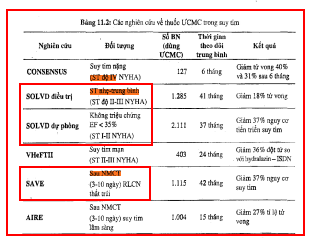 Bảng 11.2: Các nghiên cứu về thuốc UCMC trong suy tim
Nghiên cứu Đối tượng Số BN (dùng UCMC) Thời gian theo dõi trung bình Kết quả
CONSENSUS Suy tim nặng (ST độ IV NYHA) 127 6 tháng Giảm tử vong 40% và 31% sau 6 tháng
SOLVD điều trị ST nhẹ-trung bình (ST độ II-III NYHA) 1.285 41 tháng Giảm 18% tử vong
SOLVD dự phòng Không triệu chứng EF < 35% (ST I-II NYHA) 2.111 37 tháng Giảm 37% nguy cơ tiến triển suy tim
VHeFTII Suy tim mạn (ST II-III NYHA) 403 24 tháng Giảm 36% đột tử so với hydralazin – ISDN
SAVE Sau NMCT (3-10 ngày) RLCN thất trái 1.115 42 tháng Giảm 37% nguy cơ suy tim
AIRE Sau NMCT (3-10 ngày) suy tim lâm sàng 1.004 15 tháng Giảm 27% tỉ lệ tử vong